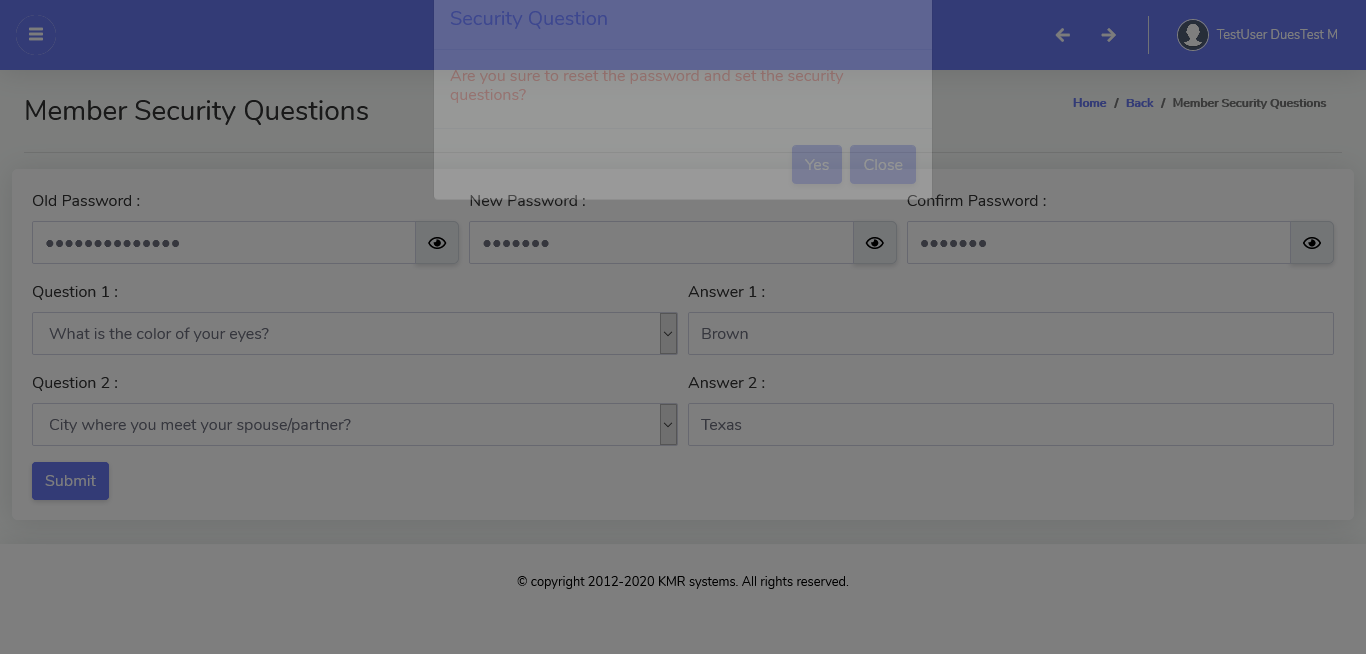 Security Question
TestUser DuesTest M
Are you sure to reset the password and set the security
questions?
Member Security Questions
Home / Back / Member Security Questions
Yes Close
Old Password : New Password : Confirm Password :
Question 1 : Answer 1 :
What is the color of your eyes? Brown
Question 2 : Answer 2 :
City where you meet your spouse/partner? Texas
Submit
© copyright 2012-2020 KMR systems. All rights reserved.